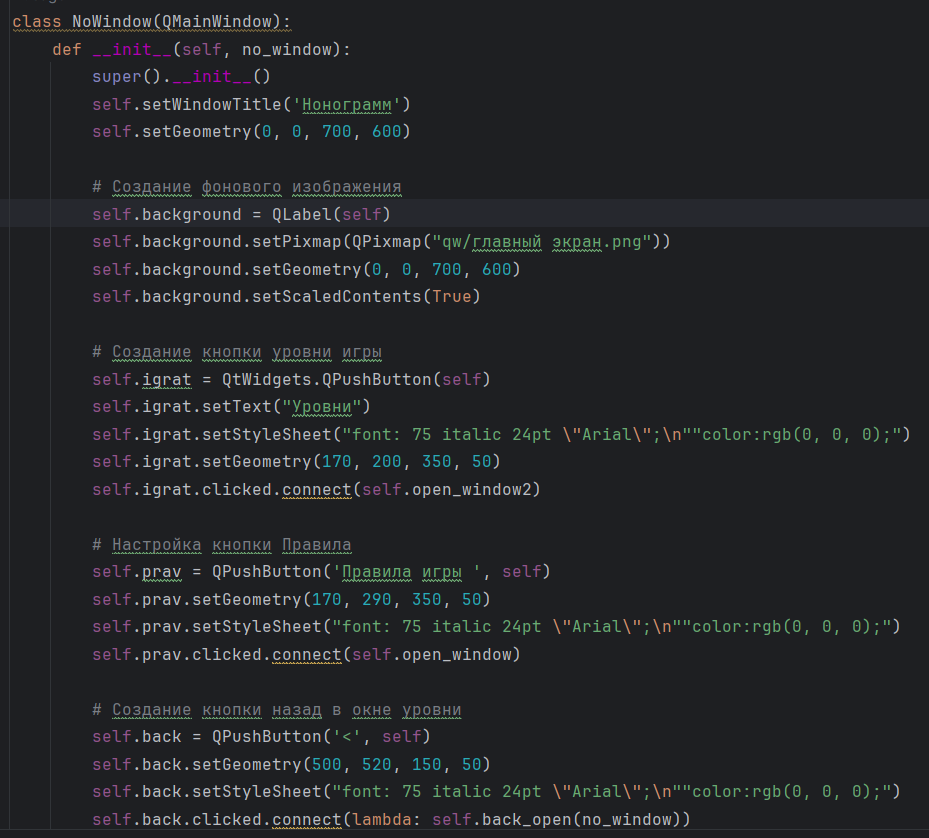 class NoWindow(QMainWindow):
    def __init__(self, no_window):
        super().__init__()
        self.setWindowTitle('Нонограмм')
        self.setGeometry(0, 0, 700, 600)

        # Создание фонового изображения
        self.background = QLabel(self)
        self.background.setPixmap(QPixmap("qw/главный экран.png"))
        self.background.setGeometry(0, 0, 700, 600)
        self.background.setScaledContents(True)

        # Создание кнопки уровни игры
        self.igrat = QtWidgets.QPushButton(self)
        self.igrat.setText("Уровни")
        self.igrat.setStyleSheet("font: 75 italic 24pt \"Arial\";\n""color:rgb(0, 0, 0);")
        self.igrat.setGeometry(170, 200, 350, 50)
        self.igrat.clicked.connect(self.open_window2)

        # Настройка кнопки Правила
        self.prav = QPushButton('Правила игры ', self)
        self.prav.setGeometry(170, 290, 350, 50)
        self.prav.setStyleSheet("font: 75 italic 24pt \"Arial\";\n""color:rgb(0, 0, 0);")
        self.prav.clicked.connect(self.open_window)

        # Создание кнопки назад в окне уровни
        self.back = QPushButton('<', self)
        self.back.setGeometry(500, 520, 150, 50)
        self.back.setStyleSheet("font: 75 italic 24pt \"Arial\";\n""color:rgb(0, 0, 0);")
        self.back.clicked.connect(lambda: self.back_open(no_window))